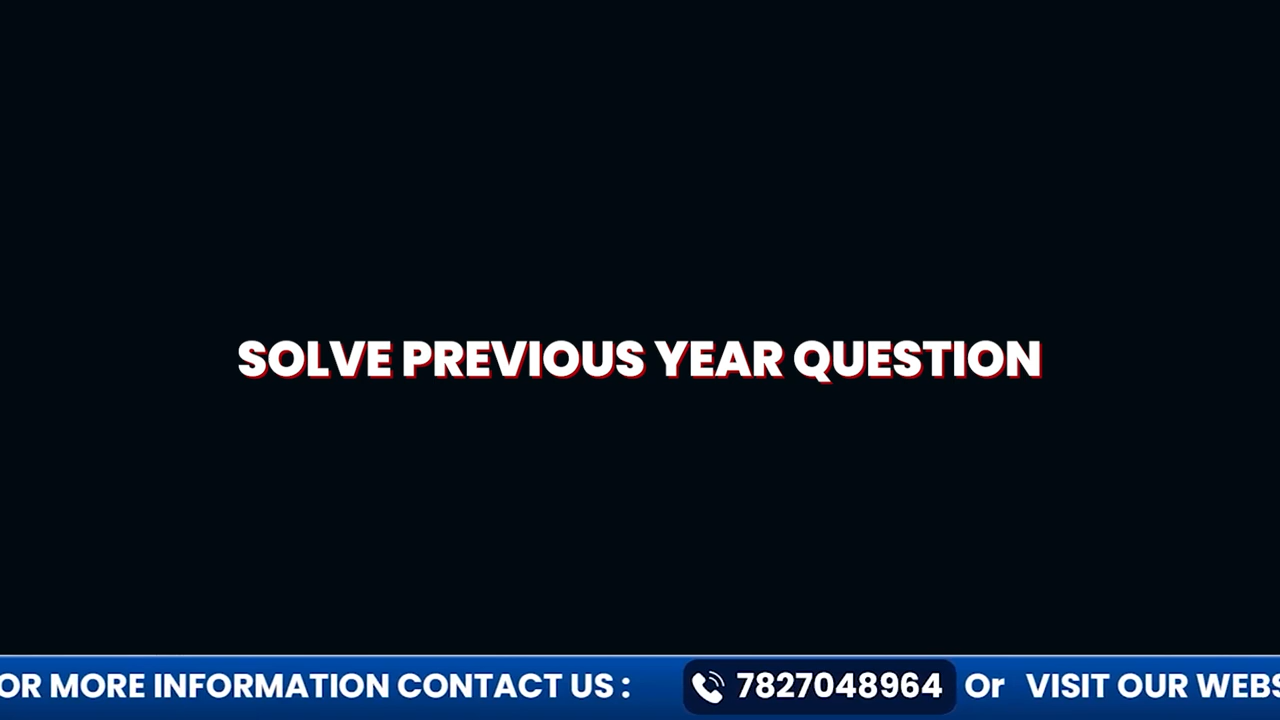 SOLVE PREVIOUS YEAR QUESTION
OR MORE INFORMATION CONTACT US : 7827048964 Or VISIT OUR WEBS